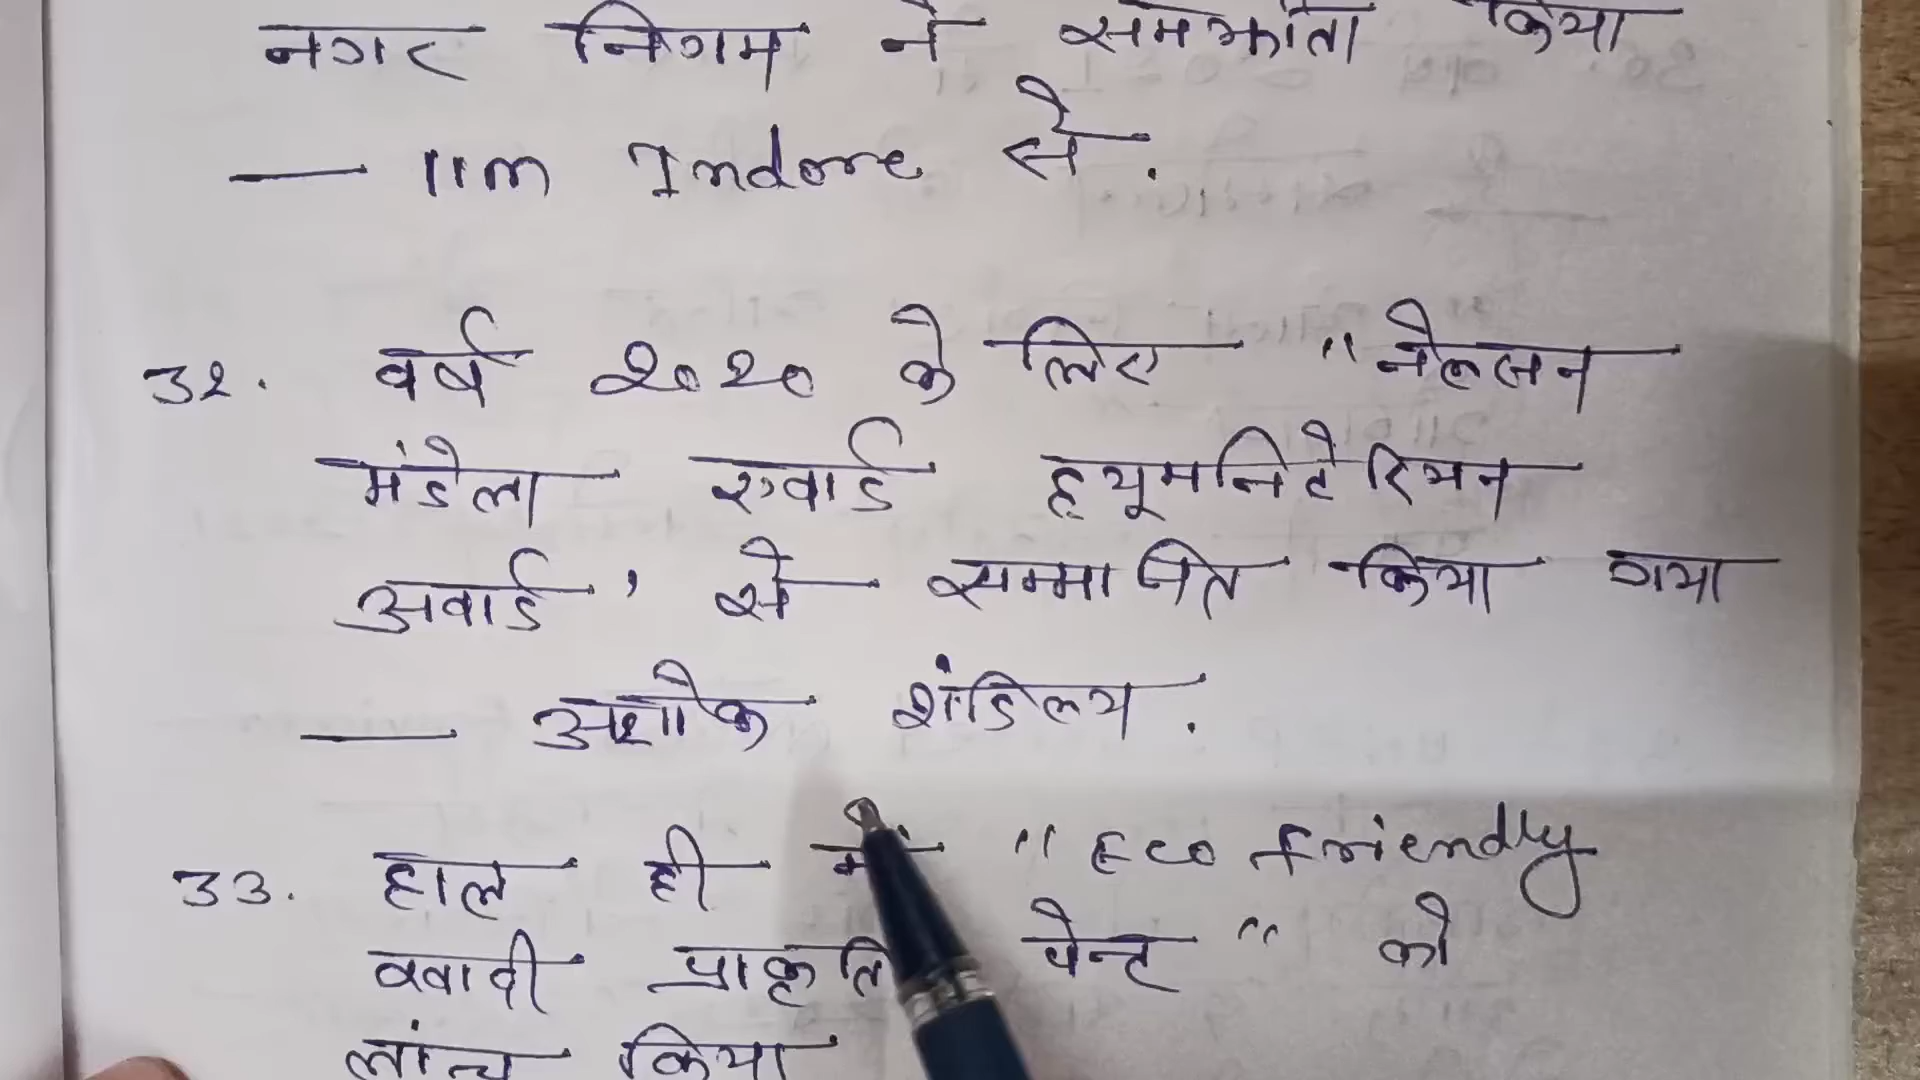 नगर निगम ने समझौता किया
— IIM Indore से.
32. वर्ष 2020 के लिए "नेल्सन
मंडेला एवार्ड ह्यूमनिटेरियन
अवार्ड' से सम्मानित किया गया
— अशोक शांडिल्य.
33. हाल ही में "Eco friendly
खादी प्राकृति पेन्ट" को
लांच किया